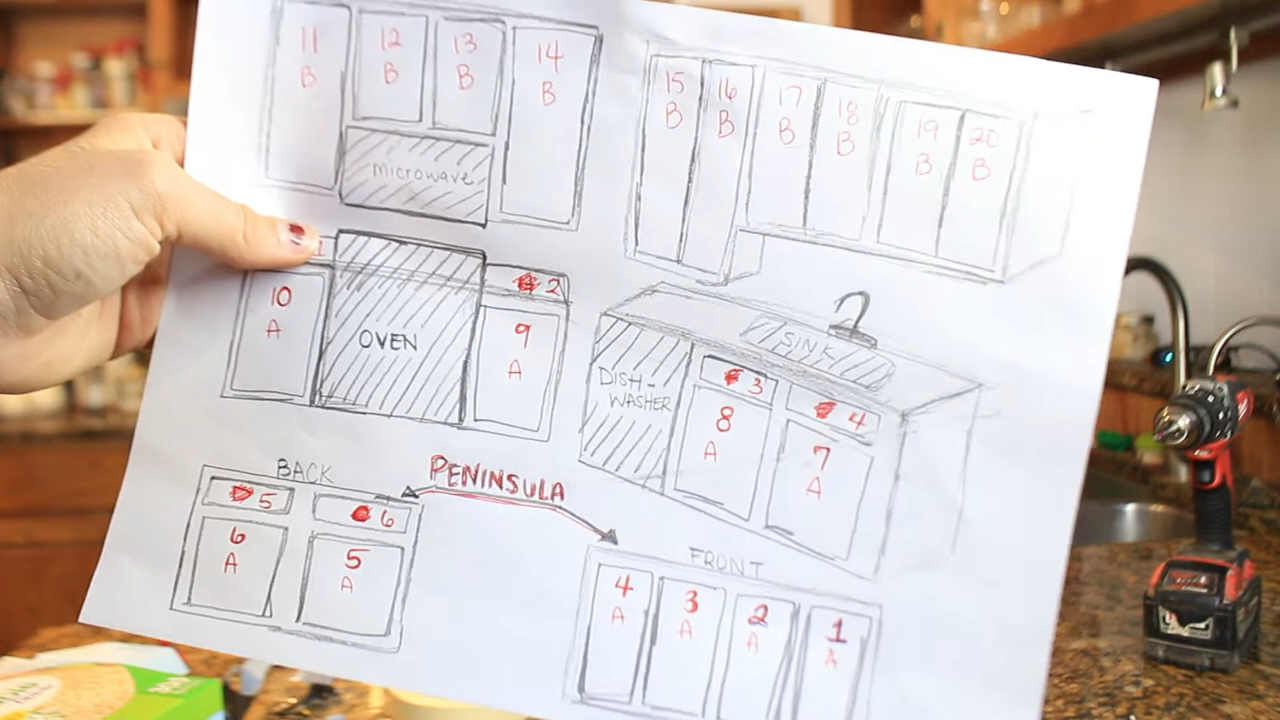 11 12 13 14
B B B B
microwave
15 16 17 18 19 20
B B B B B B
1
10
A
OVEN
2
9
A
SINK
DISH-
WASHER
3
8
A
4
7
A
BACK
5 6
6 5
A A
PENINSULA
FRONT
4 3 2 1
A A A A